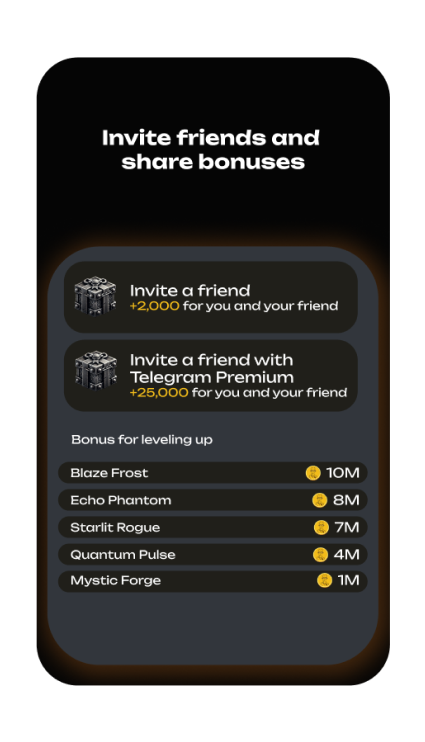 Invite friends and
share bonuses
Invite a friend
+2,000 for you and your friend
Invite a friend with
Telegram Premium
+25,000 for you and your friend
Bonus for leveling up
Blaze Frost 10M
Echo Phantom 8M
Starlit Rogue 7M
Quantum Pulse 4M
Mystic Forge 1M